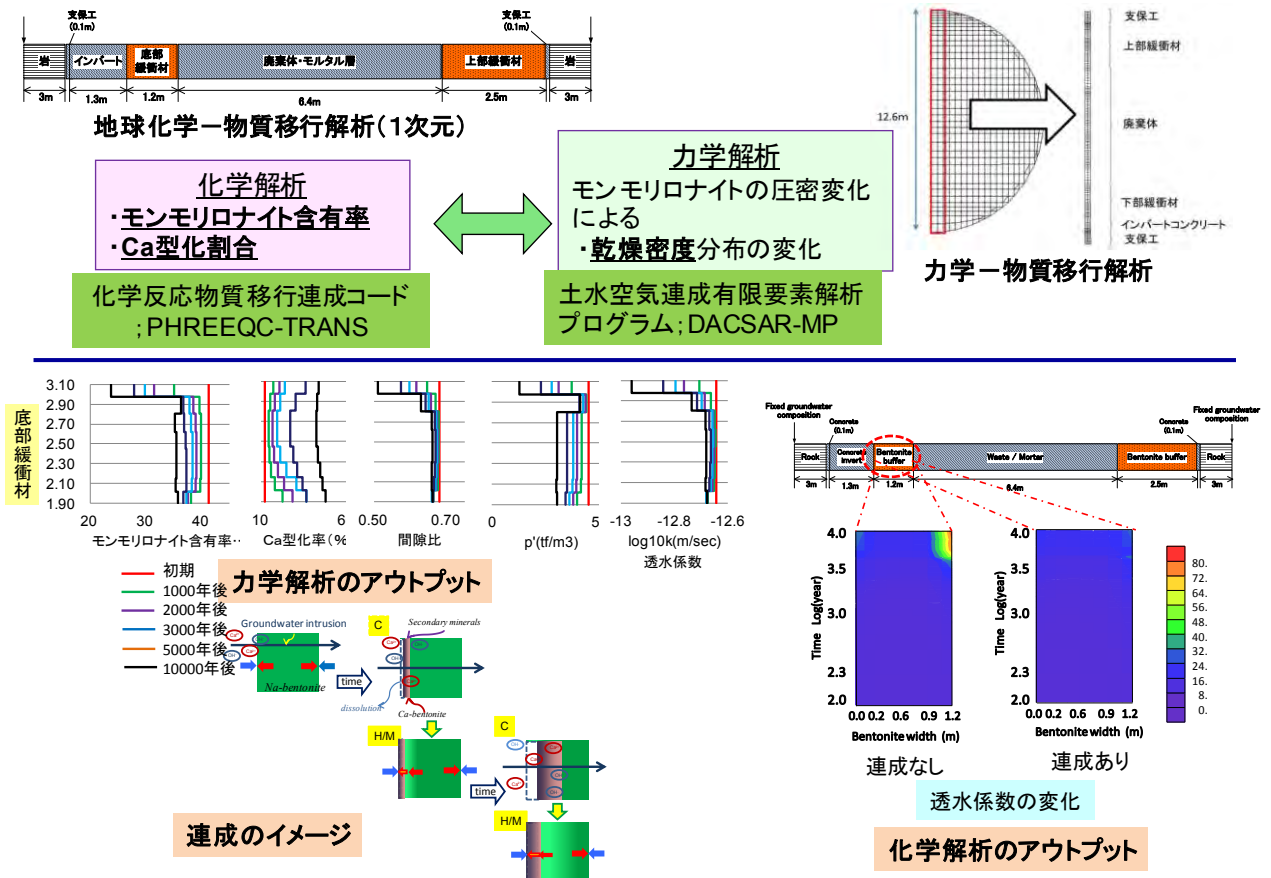 支保工
(0.1m)
支保工
(0.1m)
岩
インバート
底部
緩衝材
廃棄体・モルタル層
上部緩衝材
岩
3m
1.3m
1.2m
6.4m
2.5m
3m
地球化学－物質移行解析(1次元)
化学解析
・モンモリロナイト含有率
・Ca型化割合
化学反応物質移行連成コード
；PHREEQC-TRANS
力学解析
モンモリロナイトの圧密変化
による
・乾燥密度分布の変化
土水空気連成有限要素解析
プログラム；DACSAR-MP
12.6m
支保工
上部緩衝材
廃棄体
下部緩衝材
インバートコンクリート
支保工
力学－物質移行解析
底部緩衝材
3.10
2.90
2.70
2.50
2.30
2.10
1.90
20 30 40
モンモリロナイト含有率··
10 6
Ca型化率(%
0.50 0.70
間隙比
0 5
p'(tf/m3)
-13 -12.8 -12.6
log10k(m/sec)
透水係数
初期
1000年後
2000年後
3000年後
5000年後
10000年後
力学解析のアウトプット
Groundwater intrusion
Na-bentonite
time
C
Secondary minerals
dissolution
Ca-bentonite
H/M
time
C
H/M
連成のイメージ
Fixed groundwater
composition
Concrete
(0.1m)
Concrete
(0.1m)
Fixed groundwater
composition
Rock
Concrete
invert
Bentonite
buffer
Waste / Mortar
Bentonite buffer
Rock
3m
1.3m
1.2m
6.4m
2.5m
3m
Time Log(year)
4.0
3.5
3.0
2.3
2.0
0.0 0.2 0.6 0.9 1.2
Bentonite width (m)
連成なし
Time Log(year)
4.0
3.5
3.0
2.3
2.0
0.0 0.2 0.6 0.9 1.2
Bentonite width (m)
連成あり
80.
72.
64.
56.
48.
40.
32.
24.
16.
8.
0.
透水係数の変化
化学解析のアウトプット